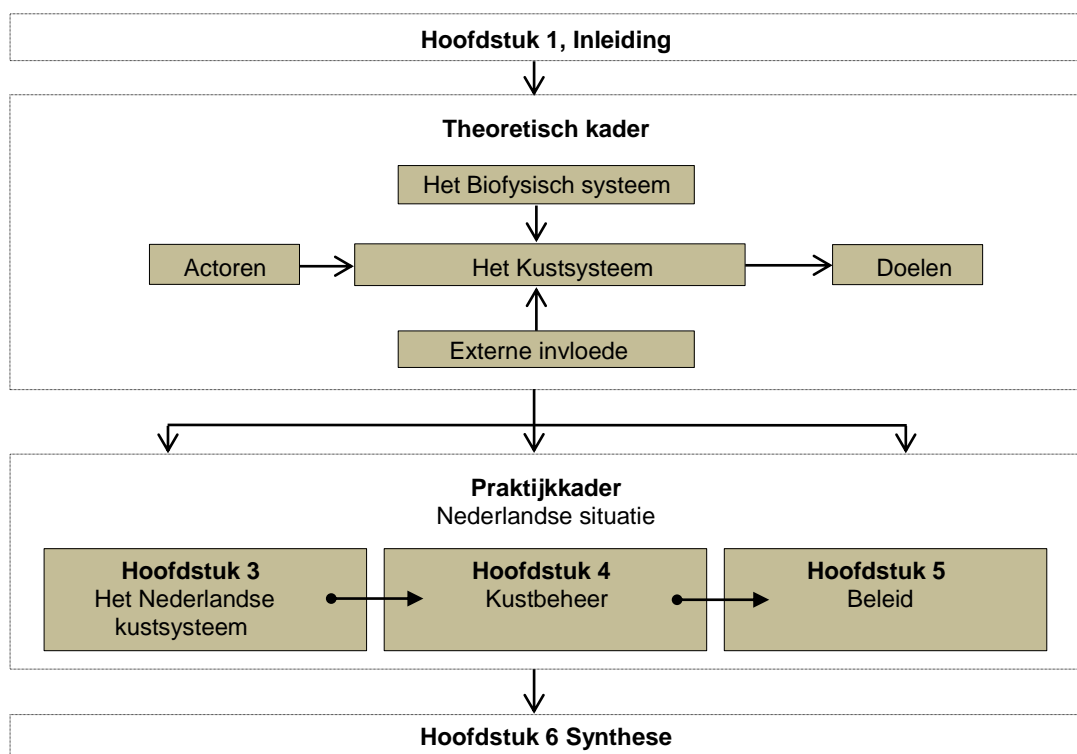 Hoofdstuk 1, Inleiding
Theoretisch kader
Het Biofysisch systeem
Actoren
Het Kustsysteem
Doelen
Externe invloede
Praktijkkader
Nederlandse situatie
Hoofdstuk 3
Het Nederlandse
kustsysteem
Hoofdstuk 4
Kustbeheer
Hoofdstuk 5
Beleid
Hoofdstuk 6 Synthese